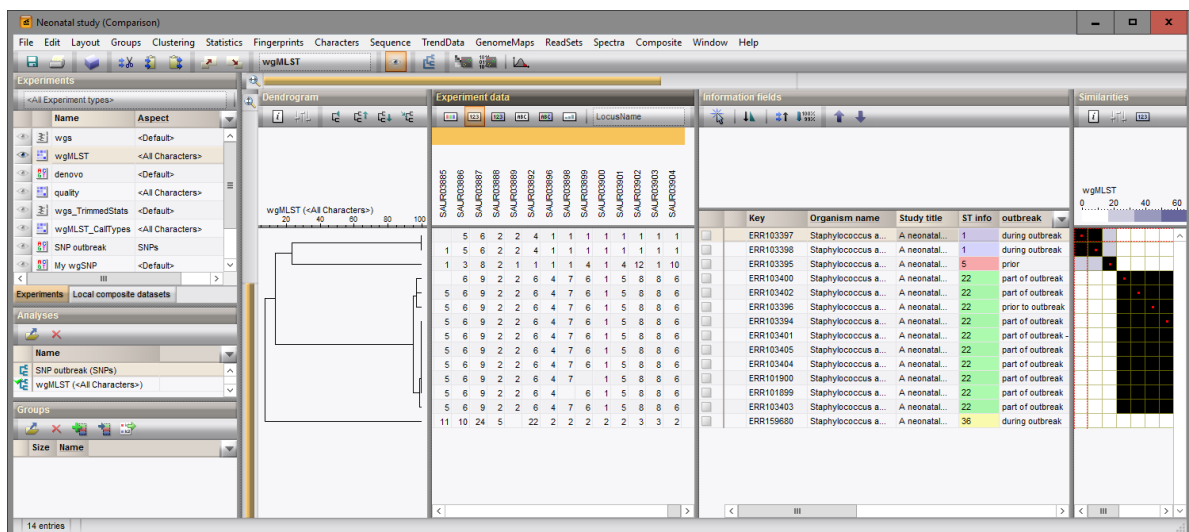 Neonatal study (Comparison)
File Edit Layout Groups Clustering Statistics Fingerprints Characters Sequence TrendData GenomeMaps ReadSets Spectra Composite Window Help
wgMLST
Experiments
<All Experiment types>
Name Aspect
wgs <Default>
wgMLST <All Characters>
denovo <Default>
quality <All Characters>
wgs_TrimmedStats <Default>
wgMLST_CallTypes <All Characters>
SNP outbreak SNPs
My wgSNP <Default>
Experiments Local composite datasets
Analyses
Name
SNP outbreak (SNPs)
wgMLST (<All Characters>)
Groups
Size Name
14 entries
Dendrogram
wgMLST (<All Characters>)
20 40 60 80 100
Experiment data
LocusName
SAUR03885 SAUR03886 SAUR03887 SAUR03888 SAUR03889 SAUR03892 SAUR03896 SAUR03898 SAUR03899 SAUR03900 SAUR03901 SAUR03902 SAUR03903 SAUR03904
5 6 2 2 4 1 1 1 1 1 1 1 1
1 5 6 2 2 4 1 1 1 1 1 1 1 1
1 3 8 2 1 1 1 1 4 1 4 12 1 10
6 9 2 2 6 4 7 6 1 5 8 8 6
5 6 9 2 2 6 4 7 6 1 5 8 8 6
5 6 9 2 2 6 4 7 6 1 5 8 8 6
5 6 9 2 2 6 4 7 6 1 5 8 8 6
5 6 9 2 2 6 4 7 6 1 5 8 8 6
5 6 9 2 2 6 4 7 6 1 5 8 8 6
5 6 9 2 2 6 4 7 6 1 5 8 8 6
5 6 9 2 2 6 4 7 1 5 8 8 6
5 6 9 2 2 6 4 6 1 5 8 8 6
5 6 9 2 2 6 4 7 6 1 5 8 8 6
11 10 24 5 22 2 2 2 2 2 3 3 2
Information fields
Key Organism name Study title ST info outbreak
ERR103397 Staphylococcus a... A neonatal... 1 during outbreak
ERR103398 Staphylococcus a... A neonatal... 1 during outbreak
ERR103395 Staphylococcus a... A neonatal... 5 prior
ERR103400 Staphylococcus a... A neonatal... 22 part of outbreak
ERR103402 Staphylococcus a... A neonatal... 22 part of outbreak
ERR103396 Staphylococcus a... A neonatal... 22 prior to outbreak
ERR103394 Staphylococcus a... A neonatal... 22 part of outbreak
ERR103401 Staphylococcus a... A neonatal... 22 part of outbreak -
ERR103405 Staphylococcus a... A neonatal... 22 part of outbreak
ERR103404 Staphylococcus a... A neonatal... 22 part of outbreak
ERR101900 Staphylococcus a... A neonatal... 22 part of outbreak
ERR101899 Staphylococcus a... A neonatal... 22 part of outbreak
ERR103403 Staphylococcus a... A neonatal... 22 part of outbreak
ERR159680 Staphylococcus a... A neonatal... 36 during outbreak
Similarities
wgMLST
0 20 40 60